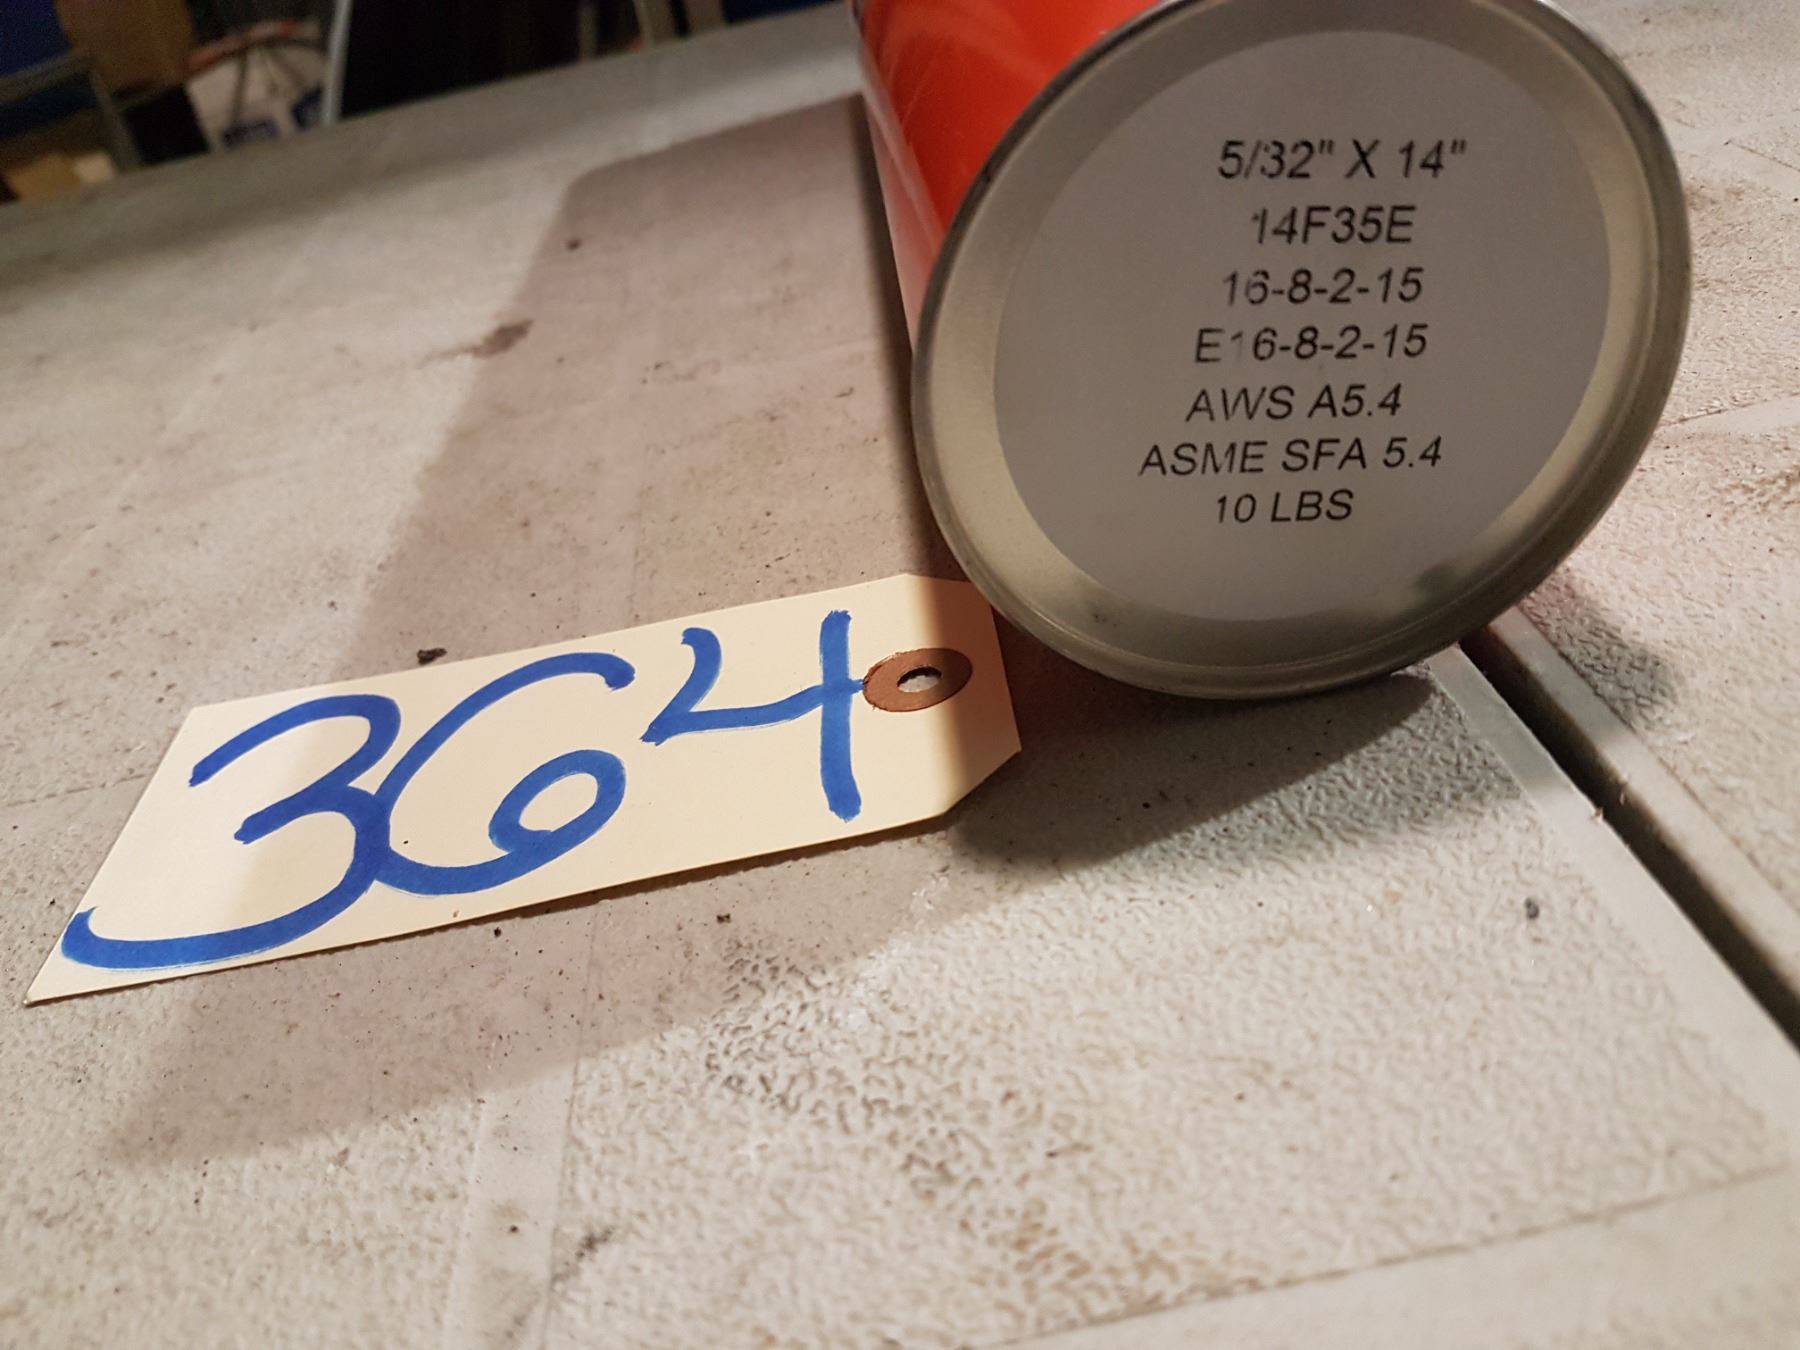 5/32" X 14"
14F35E
16-8-2-15
E16-8-2-15
AWS A5.4
ASME SFA 5.4
10 LBS
364